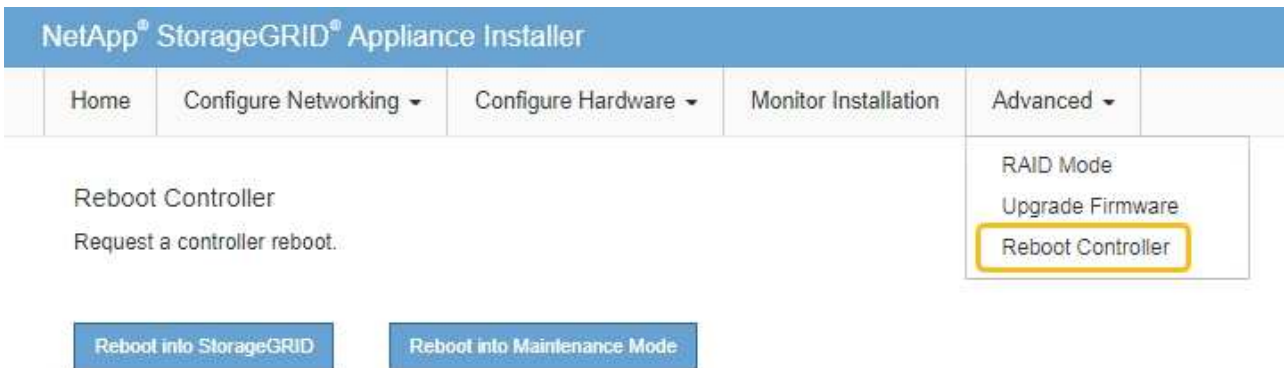 NetApp® StorageGRID® Appliance Installer
Home Configure Networking Configure Hardware Monitor Installation Advanced
RAID Mode
Upgrade Firmware
Reboot Controller
Reboot Controller
Request a controller reboot.
Reboot into StorageGRID Reboot into Maintenance Mode